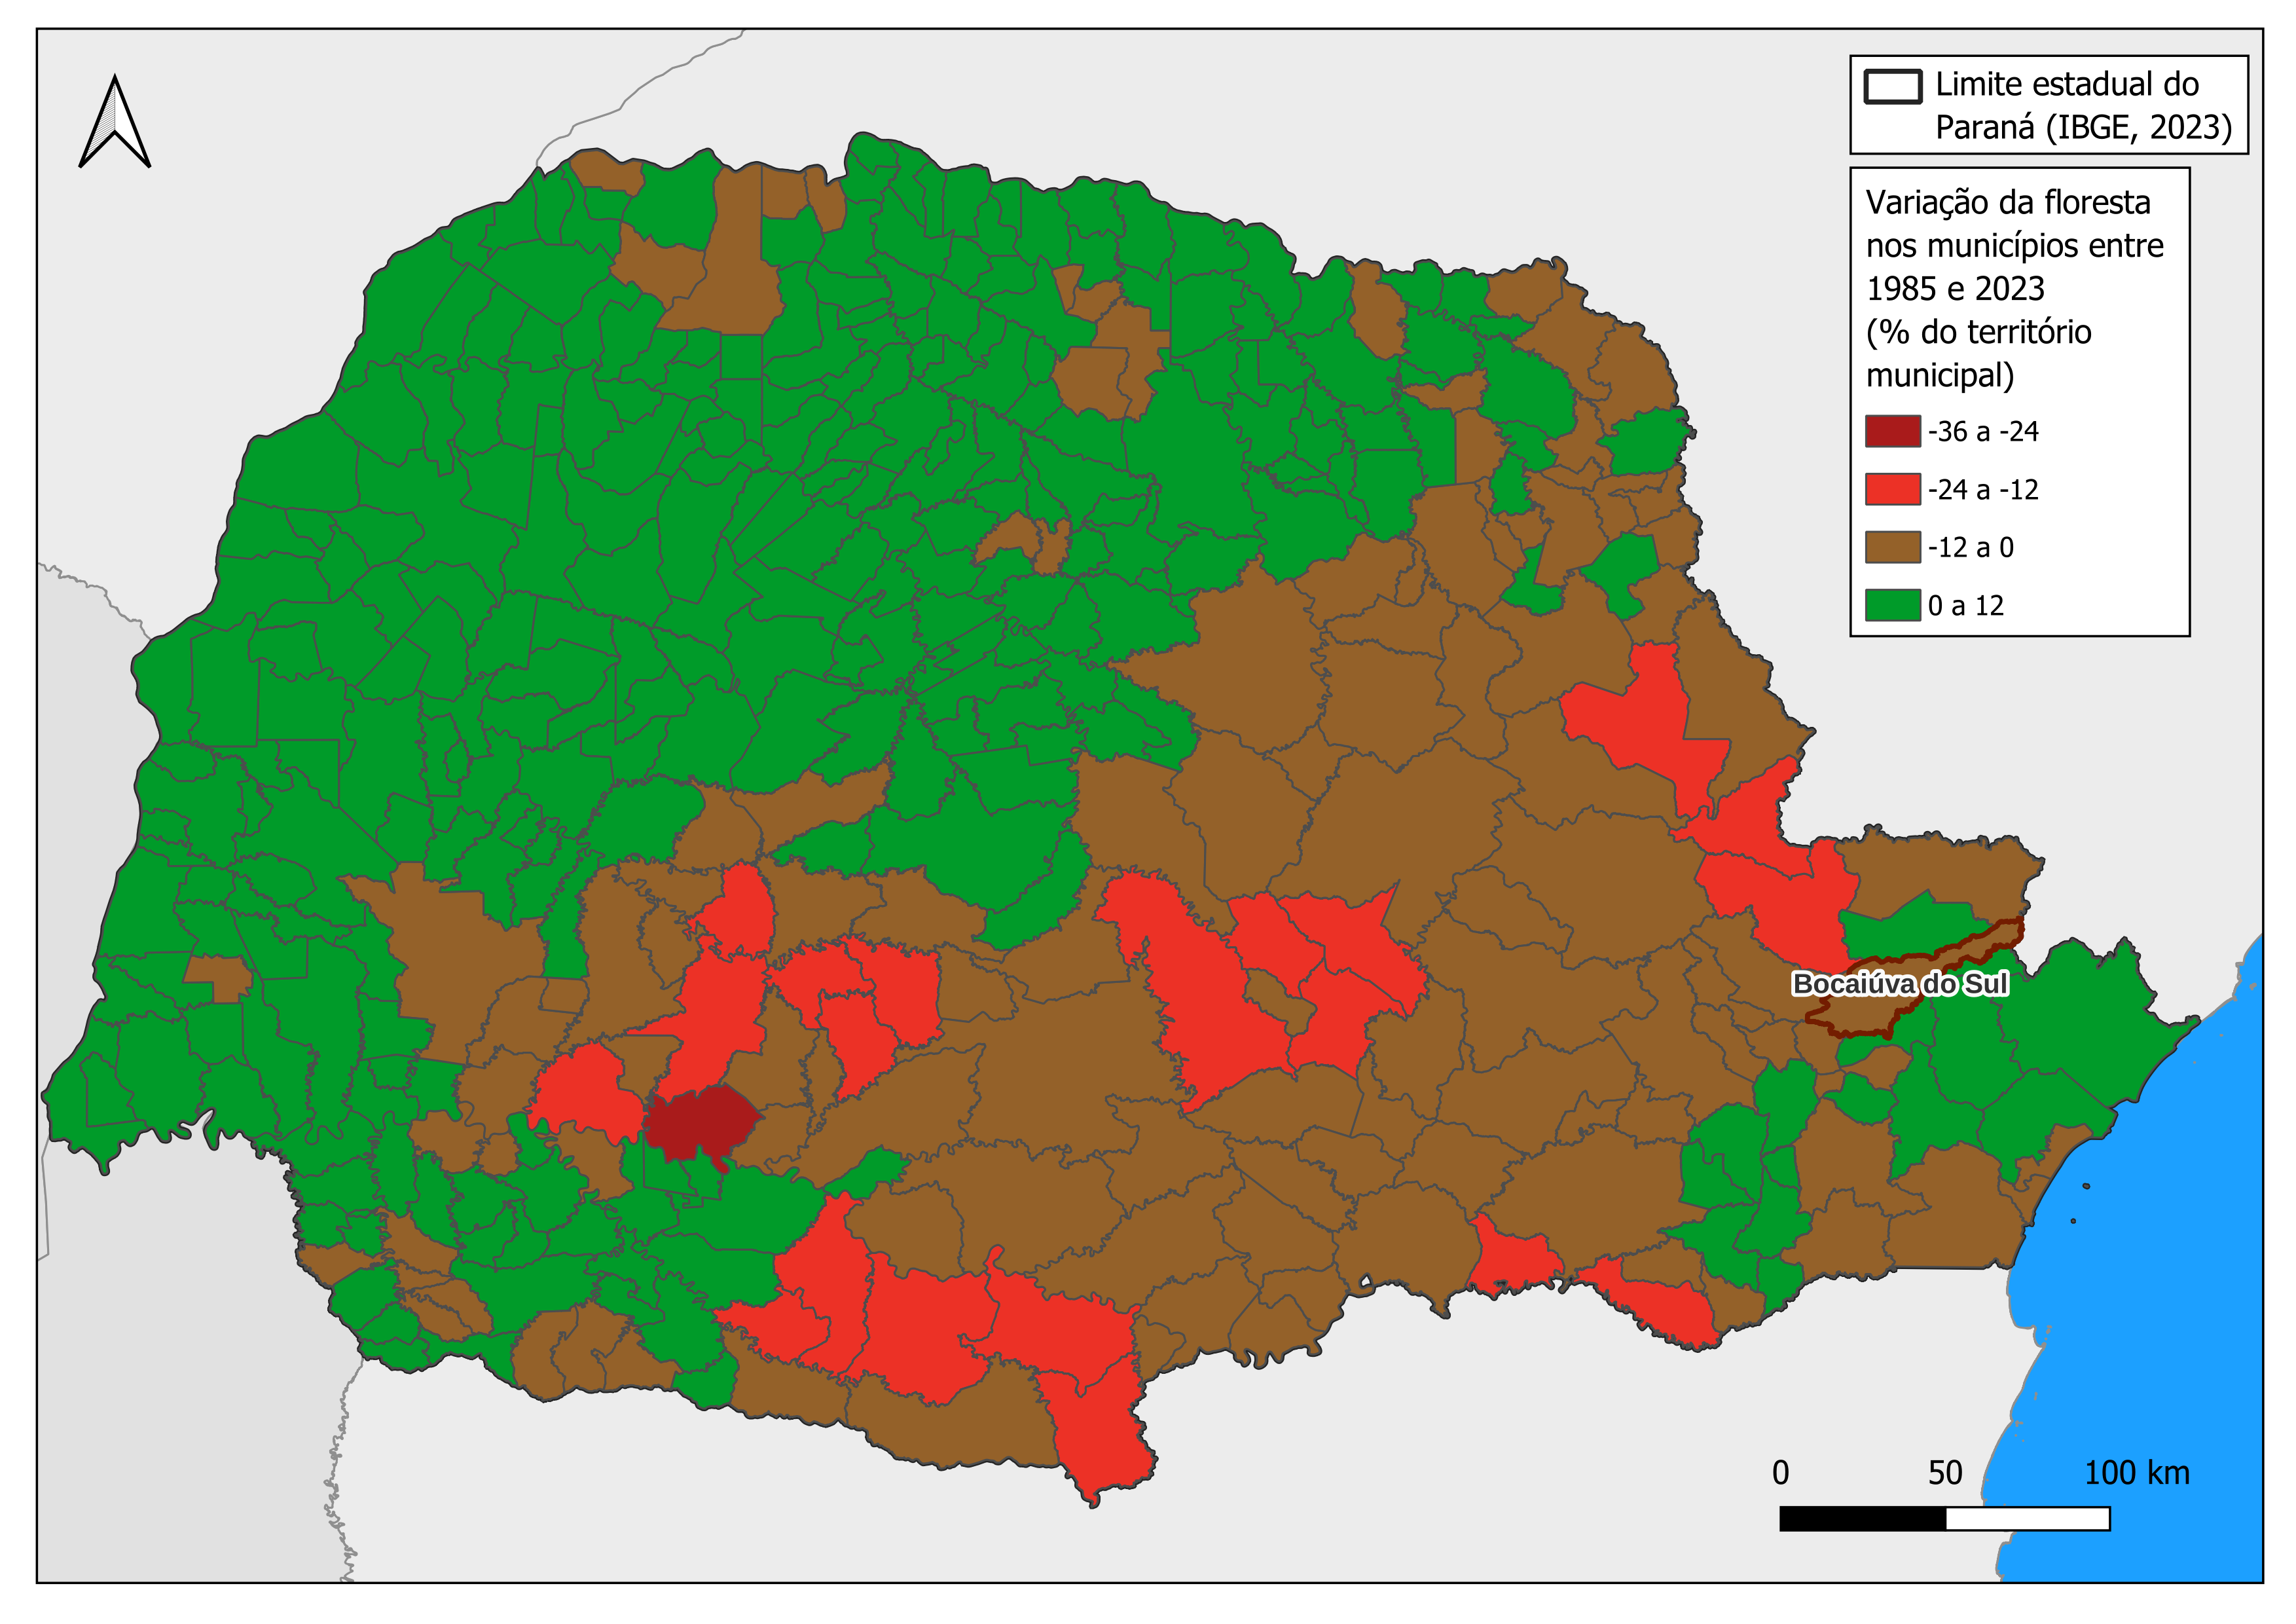 Limite estadual do
Paraná (IBGE, 2023)
Variação da floresta
nos municípios entre
1985 e 2023
(% do território
municipal)
-36 a -24
-24 a -12
-12 a 0
0 a 12
Bocaiúva do Sul
0 50 100 km